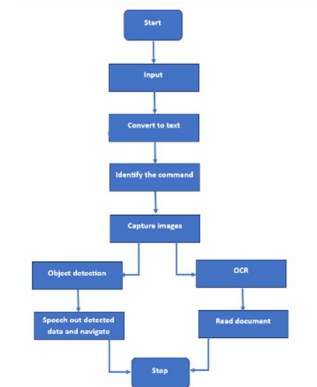 Start
Input
Convert to text
Identify the command
Capture images
Object detection
OCR
Speech out detected
data and navigate
Read document
Stop